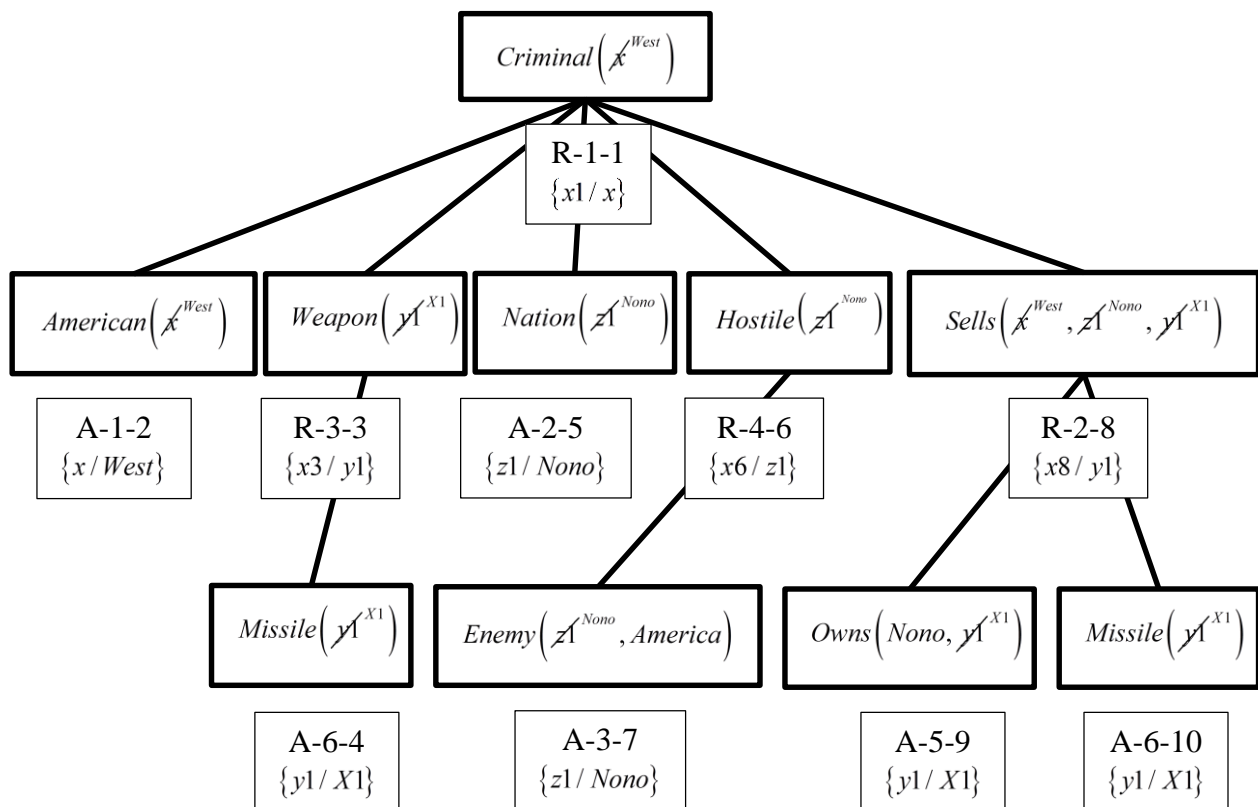 Criminal(x^West)
R-1-1
{x1 / x}
American(x^West)
Weapon(y1^X1)
Nation(z1^Nono)
Hostile(z1^Nono)
Sells(x^West, z1^Nono, y1^X1)
A-1-2
{x / West}
R-3-3
{x3 / y1}
A-2-5
{z1 / Nono}
R-4-6
{x6 / z1}
R-2-8
{x8 / y1}
Missile(y1^X1)
Enemy(z1^Nono, America)
Owns(Nono, y1^X1)
Missile(y1^X1)
A-6-4
{y1 / X1}
A-3-7
{z1 / Nono}
A-5-9
{y1 / X1}
A-6-10
{y1 / X1}